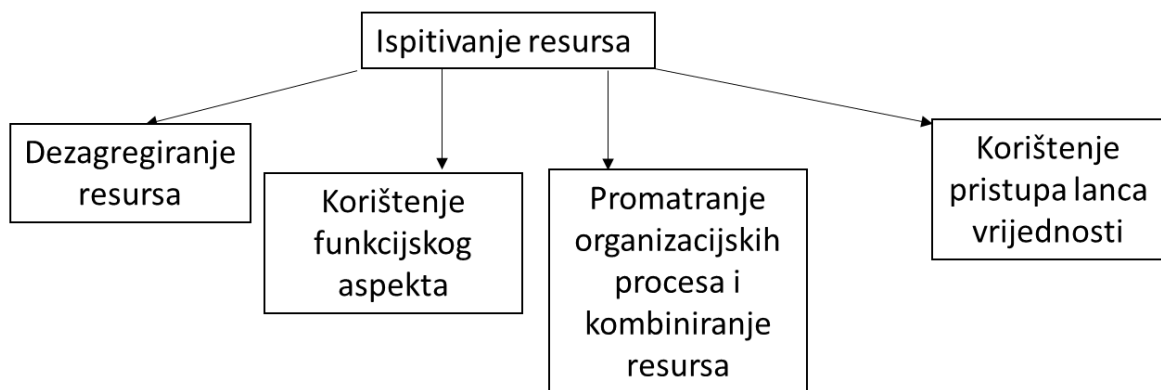 Ispitivanje resursa
Dezagregiranje
resursa
Korištenje
funkcijskog
aspekta
Promatranje
organizacijskih
procesa i
kombiniranje
resursa
Korištenje
pristupa lanca
vrijednosti